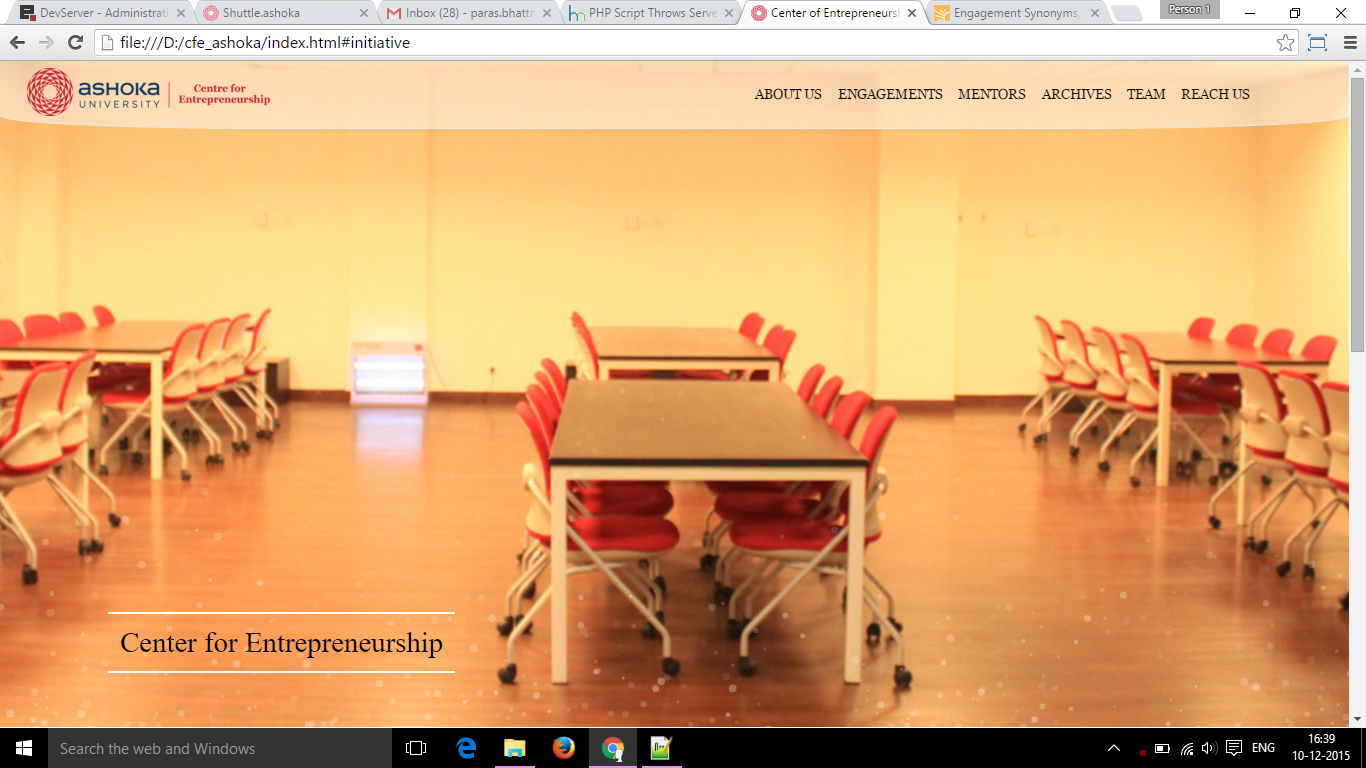 DevServer - Administrati
Shuttle.ashoka
Inbox (28) - paras.bhattr
PHP Script Throws Serve
Center of Entrepreneursh
Engagement Synonyms,
Person 1
file:///D:/cfe_ashoka/index.html#initiative
ASHOKA
UNIVERSITY
Centre for
Entrepreneurship
ABOUT US
ENGAGEMENTS
MENTORS
ARCHIVES
TEAM
REACH US
Center for Entrepreneurship
Search the web and Windows
ENG
16:39
10-12-2015